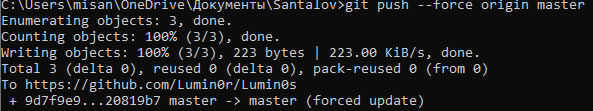 C:\Users\misan\OneDrive\Документы\Santalov>git push --force origin master
Enumerating objects: 3, done.
Counting objects: 100% (3/3), done.
Writing objects: 100% (3/3), 223 bytes | 223.00 KiB/s, done.
Total 3 (delta 0), reused 0 (delta 0), pack-reused 0 (from 0)
To https://github.com/Lumin0r/Lumin0s
 + 9d7f9e9...20819b7 master -> master (forced update)